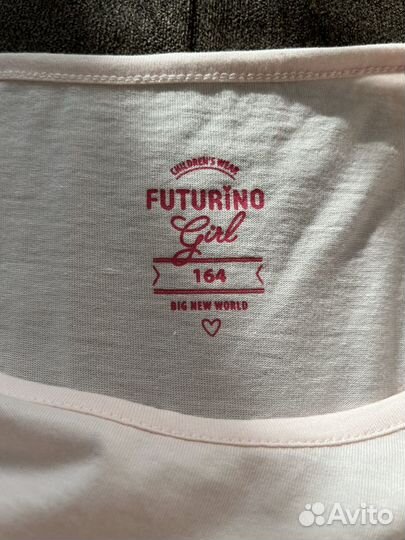 CHILDREN'S WEAR
FUTURINO
Girl
164
BIG NEW WORLD
Avito